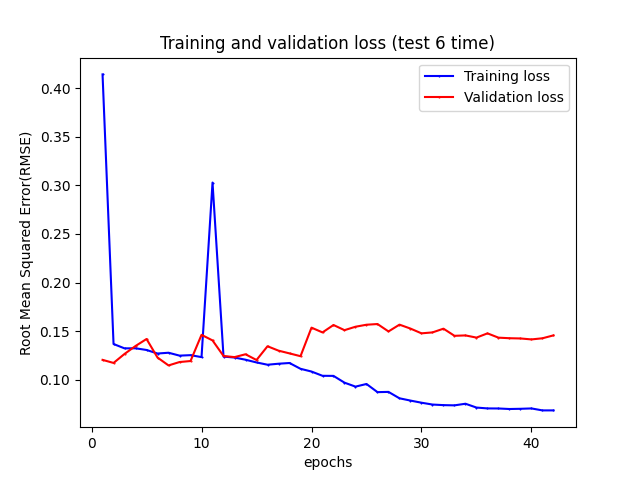 Training and validation loss (test 6 time)
Training loss
Validation loss
Root Mean Squared Error(RMSE)
0.40
0.35
0.30
0.25
0.20
0.15
0.10
0
10
20
30
40
epochs